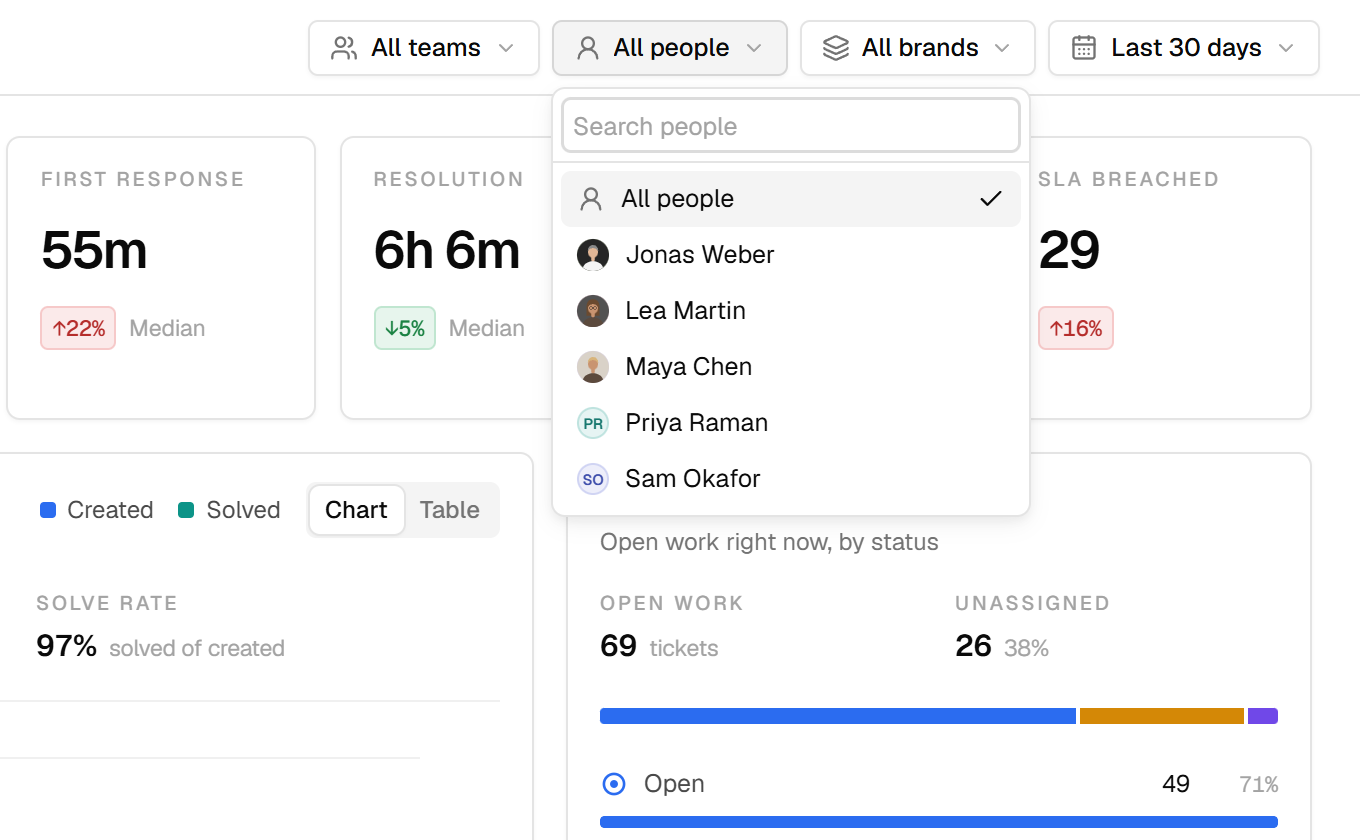 All teams
All people
All brands
Last 30 days
Search people
All people
Jonas Weber
Lea Martin
Maya Chen
PR Priya Raman
SO Sam Okafor
FIRST RESPONSE
55m
↑22% Median
RESOLUTION
6h 6m
↓5% Median
SLA BREACHED
29
↑16%
Created
Solved
Chart
Table
SOLVE RATE
97% solved of created
Open work right now, by status
OPEN WORK
69 tickets
UNASSIGNED
26 38%
Open 49 71%